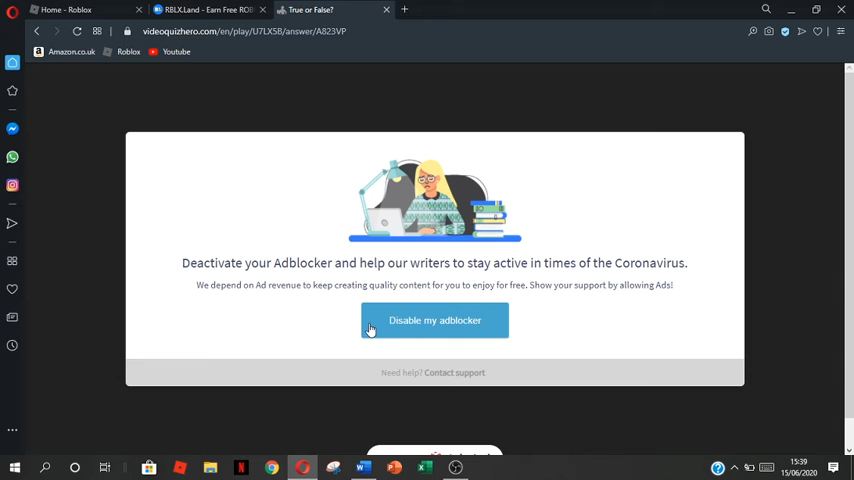 Home - Roblox
RBLX.Land - Earn Free ROB
True or False?
videoquizhero.com/en/play/U7LX5B/answer/A823VP
Amazon.co.uk
Roblox
Youtube
Deactivate your Adblocker and help our writers to stay active in times of the Coronavirus.
We depend on Ad revenue to keep creating quality content for you to enjoy for free. Show your support by allowing Ads!
Disable my adblocker
Need help? Contact support
15:39
15/06/2020